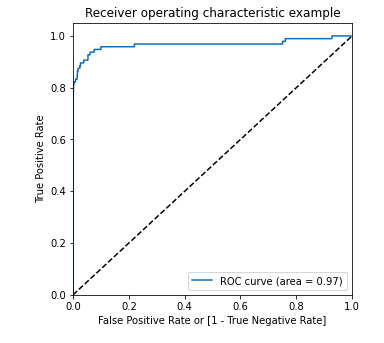 Receiver operating characteristic example
1.0
0.8
0.6
0.4
0.2
0.0
True Positive Rate
ROC curve (area = 0.97)
0.0 0.2 0.4 0.6 0.8 1.0
False Positive Rate or [1 - True Negative Rate]